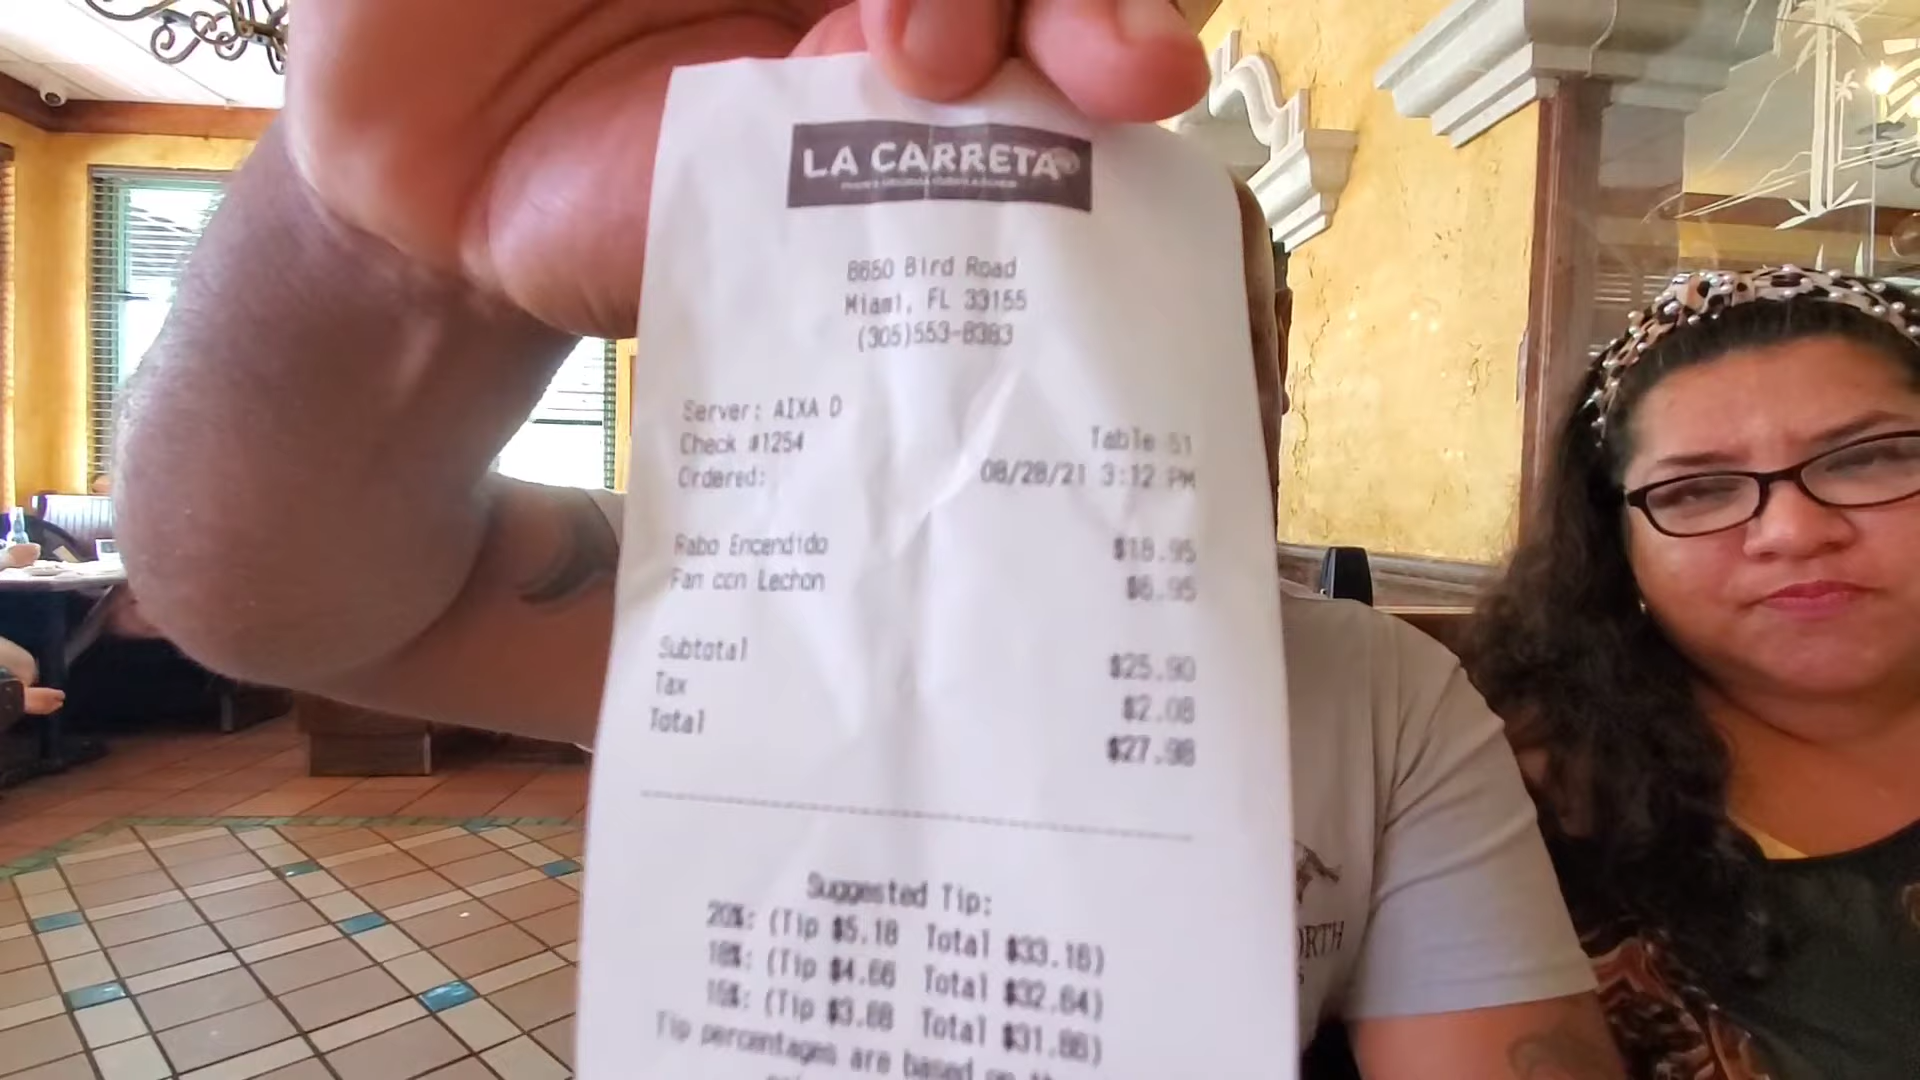 LA CARRETA
8650 Bird Road
Miami, FL 33155
(305)553-8383
Server: AIXA D
Check #1254 Table 51
Ordered: 08/28/21 3:12 PM
Rabo Encendido $18.95
Pan con Lechon $6.95
Subtotal $25.90
Tax $2.08
Total $27.98
Suggested Tip:
20%: (Tip $5.18 Total $33.16)
18%: (Tip $4.66 Total $32.64)
15%: (Tip $3.88 Total $31.86)
Tip percentages are based on the
ORTH